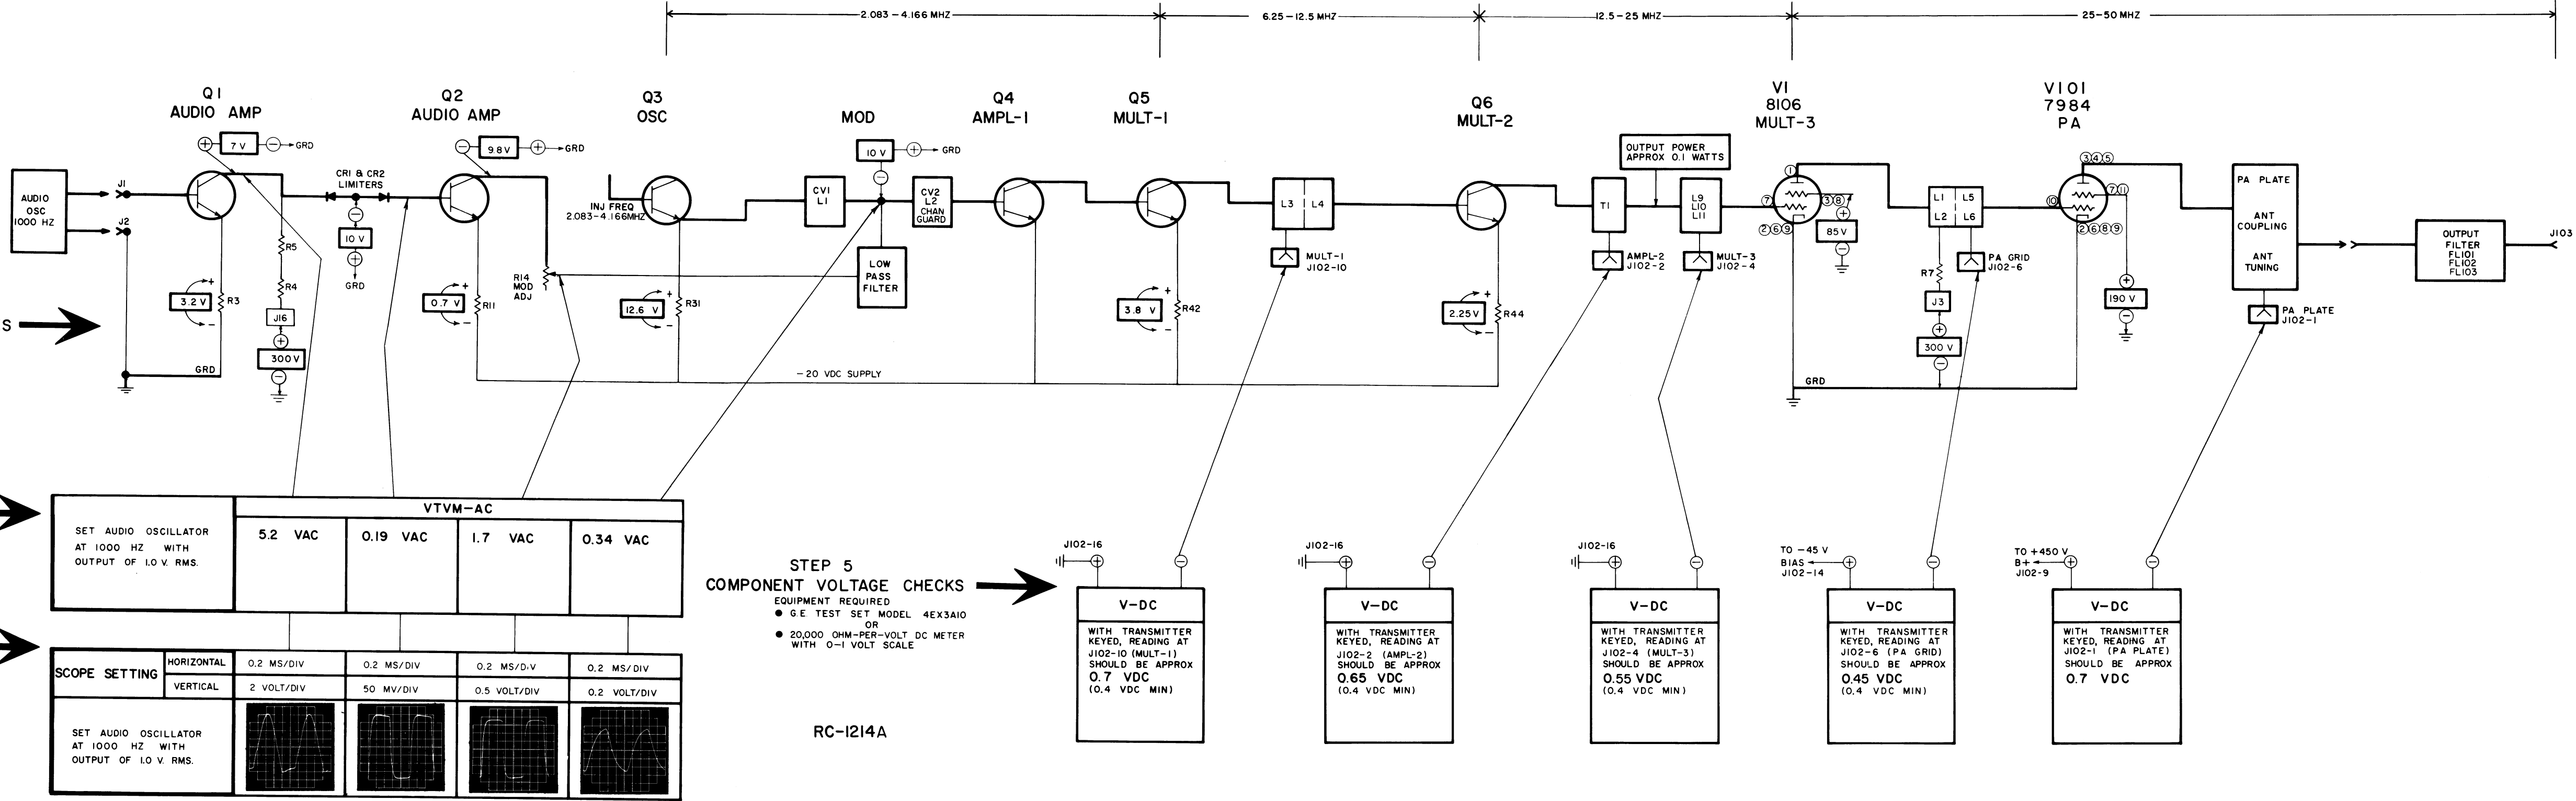 2.083-4.166 MHZ
6.25-12.5 MHZ
12.5-25 MHZ
25-50 MHZ
Q1
AUDIO AMP
Q2
AUDIO AMP
Q3
OSC
MOD
Q4
AMPL-1
Q5
MULT-1
Q6
MULT-2
V1
8106
MULT-3
V101
7984
PA
+ 7 V - GRD
- 9.8V + GRD
10 V + GRD
-
OUTPUT POWER
APPROX 0.1 WATTS
AUDIO
OSC
1000 HZ
J1
J2
CR1 & CR2
LIMITERS
-
10 V
+
GRD
R5
R4
J16
+
300V
-
3.2 V
+
-
R3
GRD
0.7 V
+
-
R11
R14
MOD
ADJ
INJ FREQ
2.083-4.166MHZ
12.6 V
+
-
R31
CV1
L1
CV2
L2
CHAN
GUARD
LOW
PASS
FILTER
-20 VDC SUPPLY
3.8 V
+
-
R42
L3 L4
MULT-1
J102-10
2.25V
+
-
R44
T1
AMPL-2
J102-2
L9
L10
L11
MULT-3
J102-4
1
7
3 8
2 6 9
+
85V
-
GRD
L1 L5
L2 L6
R7
J3
+
300 V
-
PA GRID
J102-6
3 4 5
7 11
10
2 6 8 9
+
190 V
-
PA PLATE
ANT
COUPLING
ANT
TUNING
PA PLATE
J102-1
OUTPUT
FILTER
FL101
FL102
FL103
J103
S
SET AUDIO OSCILLATOR
AT 1000 HZ WITH
OUTPUT OF 1.0 V. RMS.
VTVM-AC
5.2 VAC
0.19 VAC
1.7 VAC
0.34 VAC
SCOPE SETTING
HORIZONTAL
0.2 MS/DIV
0.2 MS/DIV
0.2 MS/DIV
0.2 MS/DIV
VERTICAL
2 VOLT/DIV
50 MV/DIV
0.5 VOLT/DIV
0.2 VOLT/DIV
SET AUDIO OSCILLATOR
AT 1000 HZ WITH
OUTPUT OF 1.0 V. RMS.
STEP 5
COMPONENT VOLTAGE CHECKS
EQUIPMENT REQUIRED
● G.E. TEST SET MODEL 4EX3A10
OR
● 20,000 OHM-PER-VOLT DC METER
WITH 0-1 VOLT SCALE
RC-1214A
J102-16
+ -
V-DC
WITH TRANSMITTER
KEYED, READING AT
J102-10 (MULT-1)
SHOULD BE APPROX
0.7 VDC
(0.4 VDC MIN)
J102-16
+ -
V-DC
WITH TRANSMITTER
KEYED, READING AT
J102-2 (AMPL-2)
SHOULD BE APPROX
0.65 VDC
(0.4 VDC MIN)
J102-16
+ -
V-DC
WITH TRANSMITTER
KEYED, READING AT
J102-4 (MULT-3)
SHOULD BE APPROX
0.55 VDC
(0.4 VDC MIN)
TO -45 V
BIAS
J102-14
+ -
V-DC
WITH TRANSMITTER
KEYED, READING AT
J102-6 (PA GRID)
SHOULD BE APPROX
0.45 VDC
(0.4 VDC MIN)
TO +450 V
B+
J102-9
+ -
V-DC
WITH TRANSMITTER
KEYED, READING AT
J102-1 (PA PLATE)
SHOULD BE APPROX
0.7 VDC